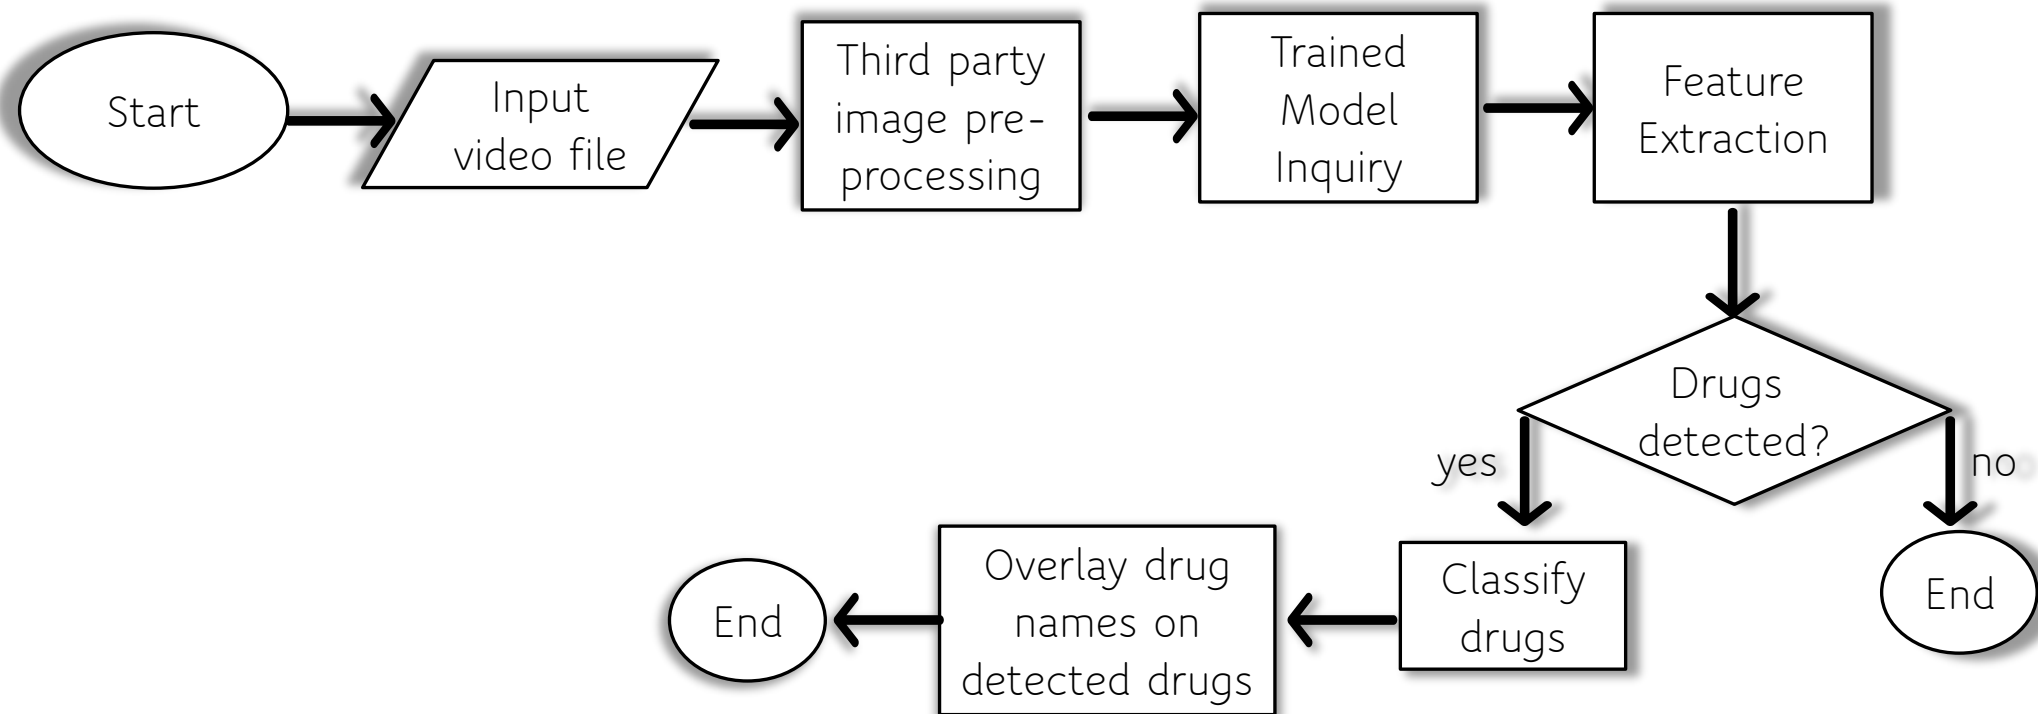 Start
Input
video file
Third party
image pre-
processing
Trained
Model
Inquiry
Feature
Extraction
Drugs
detected?
yes
no
Classify
drugs
End
Overlay drug
names on
detected drugs
End